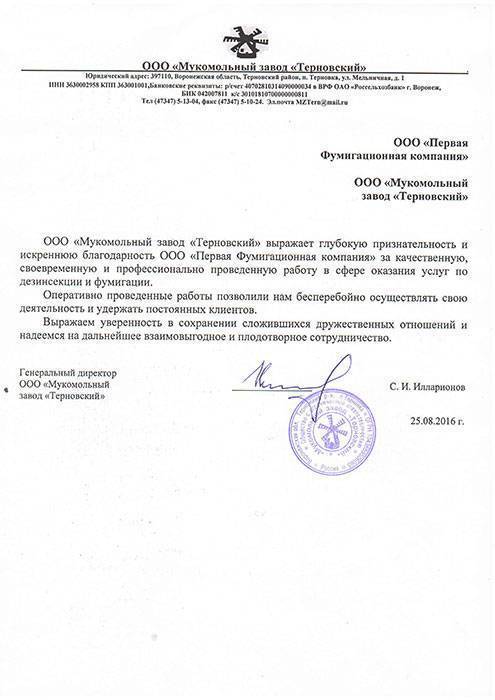 ООО «Мукомольный завод «Терновский»
Юридический адрес: 397110, Воронежская область, Терновский район, п. Терновка, ул. Мельничная, д. 1
ИНН 3630002958 КПП 363001001,Банковские реквизиты: р/счет 40702810314090000034 в ВРФ ОАО «Россельхозбанк» г. Воронеж,
БИК 042007811 к/с 30101810700000000811
Тел (47347) 5-13-04, факс (47347) 5-10-24. Эл.почта MZTern@mail.ru
ООО «Первая
Фумигационная компания»
ООО «Мукомольный
завод «Терновский»
ООО «Мукомольный завод «Терновский» выражает глубокую признательность и
искреннюю благодарность ООО «Первая Фумигационная компания» за качественную,
своевременную и профессионально проведенную работу в сфере оказания услуг по
дезинсекции и фумигации.
Оперативно проведенные работы позволили нам бесперебойно осуществлять свою
деятельность и удержать постоянных клиентов.
Выражаем уверенность в сохранении сложившихся дружественных отношений и
надеемся на дальнейшее взаимовыгодное и плодотворное сотрудничество.
Генеральный директор
ООО «Мукомольный
завод «Терновский»
С. И. Илларионов
25.08.2016 г.